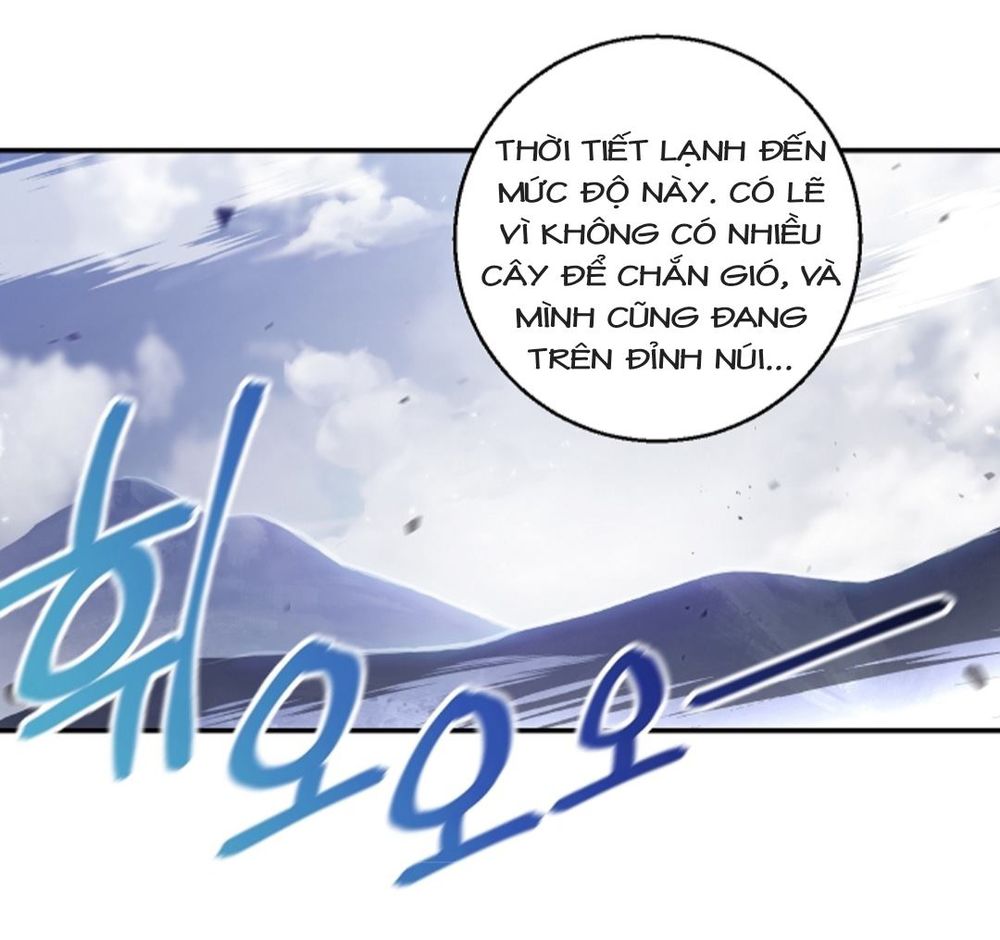 THỜI TIẾT LẠNH ĐẾN
MỨC ĐỘ NÀY. CÓ LẼ
VÌ KHÔNG CÓ NHIỀU
CÂY ĐỂ CHẮN GIÓ, VÀ
MÌNH CŨNG ĐANG
TRÊN ĐỈNH NÚI...
휘오오오ー